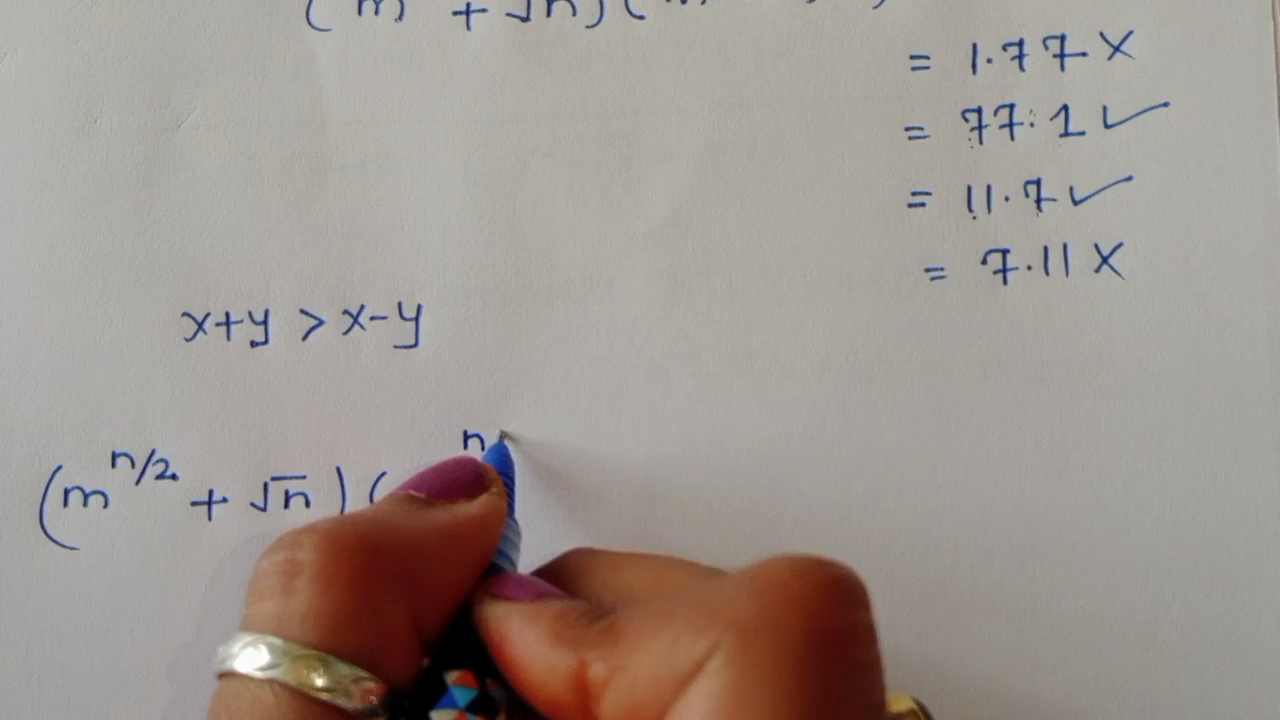 (m + √n) (
= 1.77 X
= 77.1 ✓
= 11.7 ✓
= 7.11 X
x+y > x-y
(m^n/2 + √n) ( n